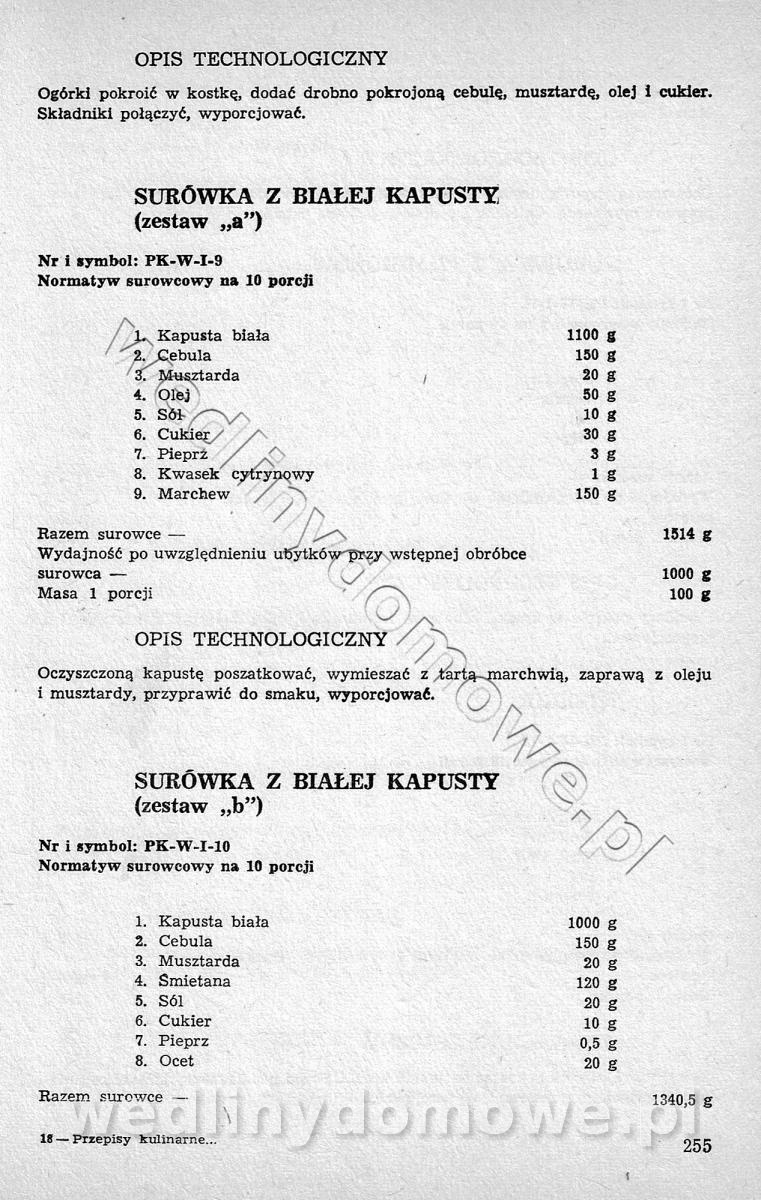 OPIS TECHNOLOGICZNY
Ogórki pokroić w kostkę, dodać drobno pokrojoną cebulę, musztardę, olej i cukier.
Składniki połączyć, wyporcjować.
SURÓWKA Z BIAŁEJ KAPUSTY
(zestaw „a”)
Nr i symbol: PK-W-I-9
Normatyw surowcowy na 10 porcji
1. Kapusta biała 1100 g
2. Cebula 150 g
3. Musztarda 20 g
4. Olej 50 g
5. Sól 10 g
6. Cukier 30 g
7. Pieprz 3 g
8. Kwasek cytrynowy 1 g
9. Marchew 150 g
Razem surowce — 1514 g
Wydajność po uwzględnieniu ubytków przy wstępnej obróbce
surowca — 1000 g
Masa 1 porcji 100 g
OPIS TECHNOLOGICZNY
Oczyszczoną kapustę poszatkować, wymieszać z tartą marchwią, zaprawą z oleju
i musztardy, przyprawić do smaku, wyporcjować.
SURÓWKA Z BIAŁEJ KAPUSTY
(zestaw „b”)
Nr i symbol: PK-W-I-10
Normatyw surowcowy na 10 porcji
1. Kapusta biała 1000 g
2. Cebula 150 g
3. Musztarda 20 g
4. Śmietana 120 g
5. Sól 20 g
6. Cukier 10 g
7. Pieprz 0,5 g
8. Ocet 20 g
Razem surowce — 1340,5 g
18 — Przepisy kulinarne...
255
wedlinydomowe.pl
wedlinydomowe.pl